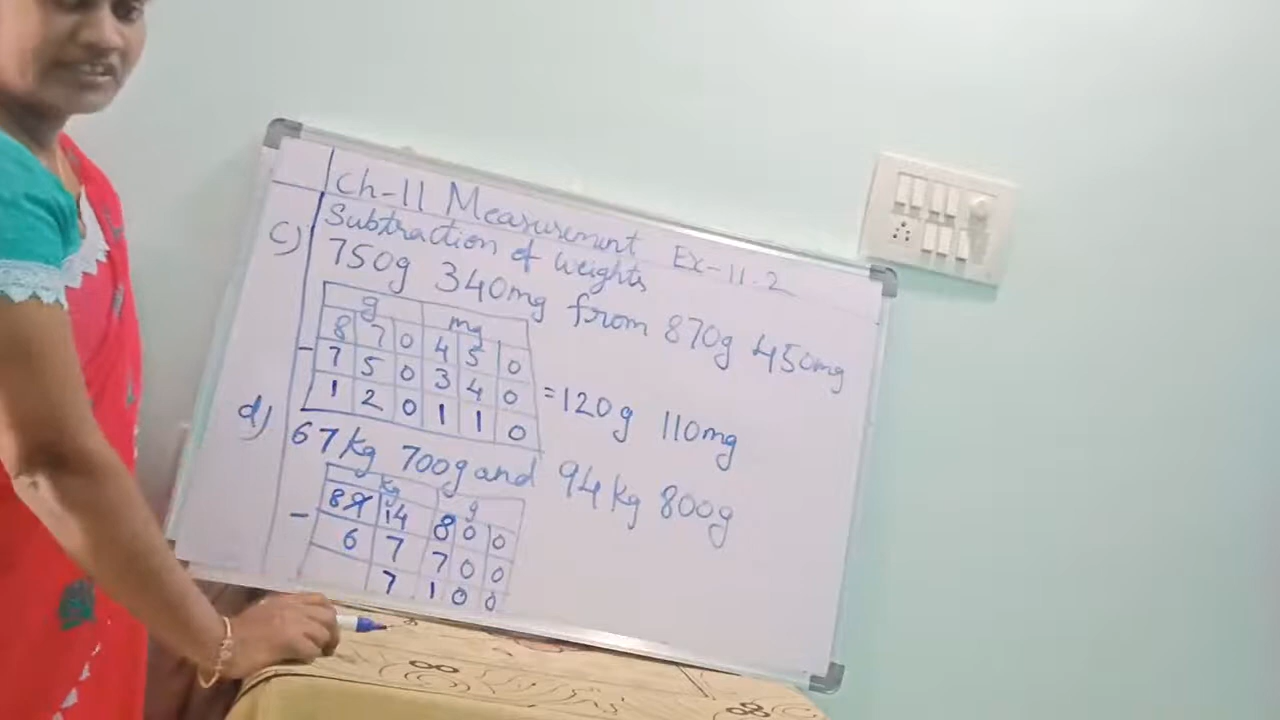 Ch-11 Measurement Ex-11.2
Subtraction of weights
c) 750g 340mg from 870g 450mg
g mg
8 7 0 4 5 0
- 7 5 0 3 4 0
1 2 0 1 1 0 = 120g 110mg
d) 67kg 700g and 94kg 800g
kg g
8 9 14 8 0 0
- 6 7 7 0 0
7 1 0 0